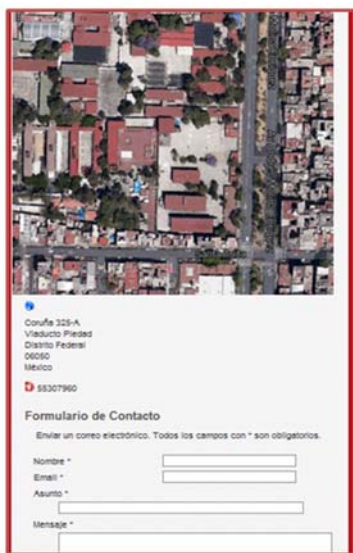 Coruña 325-A
Viaducto Piedad
Distrito Federal
06050
México
55307960
Formulario de Contacto
Enviar un correo electrónico. Todos los campos con * son obligatorios.
Nombre *
Email *
Asunto *
Mensaje *